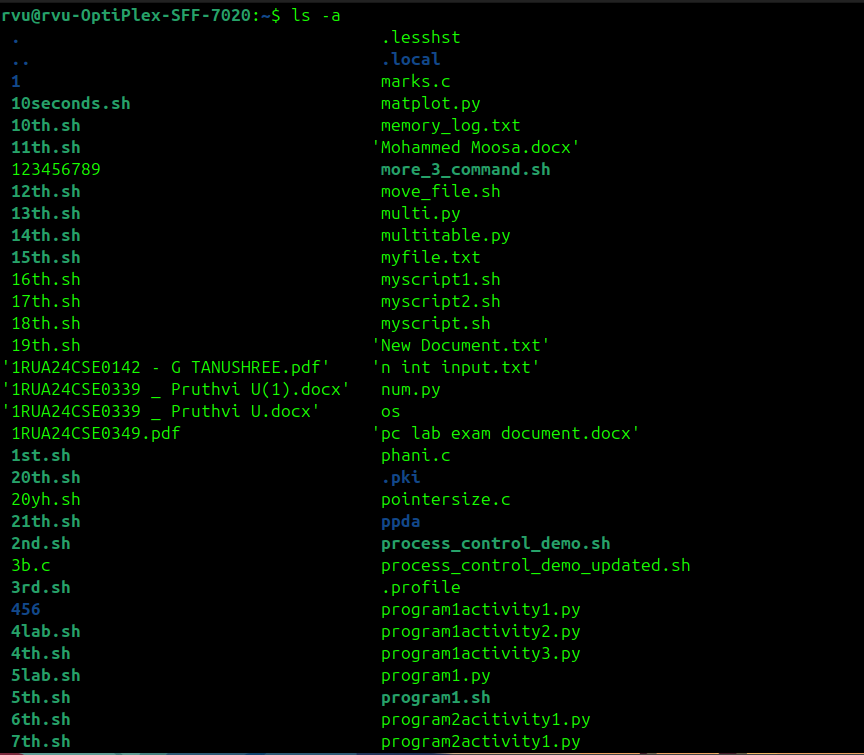 rvu@rvu-OptiPlex-SFF-7020:~$ ls -a
. .lesshst
.. .local
1 marks.c
10seconds.sh matplot.py
10th.sh memory_log.txt
11th.sh 'Mohammed Moosa.docx'
123456789 more_3_command.sh
12th.sh move_file.sh
13th.sh multi.py
14th.sh multitable.py
15th.sh myfile.txt
16th.sh myscript1.sh
17th.sh myscript2.sh
18th.sh myscript.sh
19th.sh 'New Document.txt'
'1RUA24CSE0142 - G TANUSHREE.pdf' 'n int input.txt'
'1RUA24CSE0339 _ Pruthvi U(1).docx' num.py
'1RUA24CSE0339 _ Pruthvi U.docx' os
1RUA24CSE0349.pdf 'pc lab exam document.docx'
1st.sh phani.c
20th.sh .pki
20yh.sh pointersize.c
21th.sh ppda
2nd.sh process_control_demo.sh
3b.c process_control_demo_updated.sh
3rd.sh .profile
456 program1activity1.py
4lab.sh program1activity2.py
4th.sh program1activity3.py
5lab.sh program1.py
5th.sh program1.sh
6th.sh program2acitivity1.py
7th.sh program2activity1.py